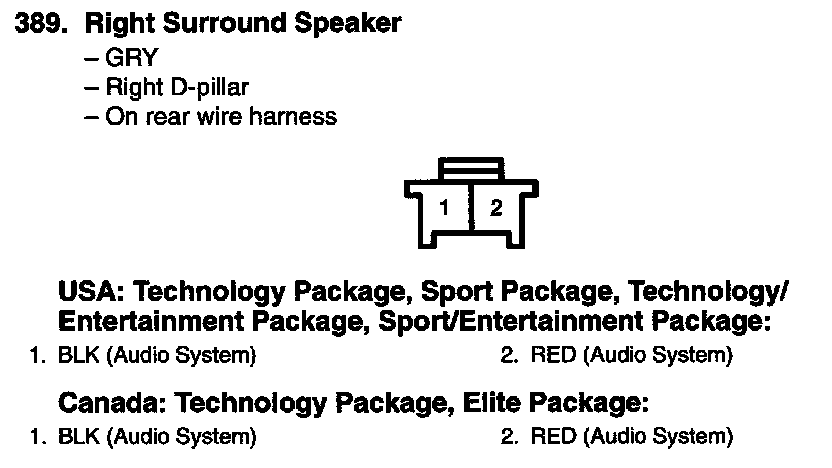 389. Right Surround Speaker
– GRY
– Right D-pillar
– On rear wire harness
1 2
USA: Technology Package, Sport Package, Technology/
Entertainment Package, Sport/Entertainment Package:
1. BLK (Audio System) 2. RED (Audio System)
Canada: Technology Package, Elite Package:
1. BLK (Audio System) 2. RED (Audio System)